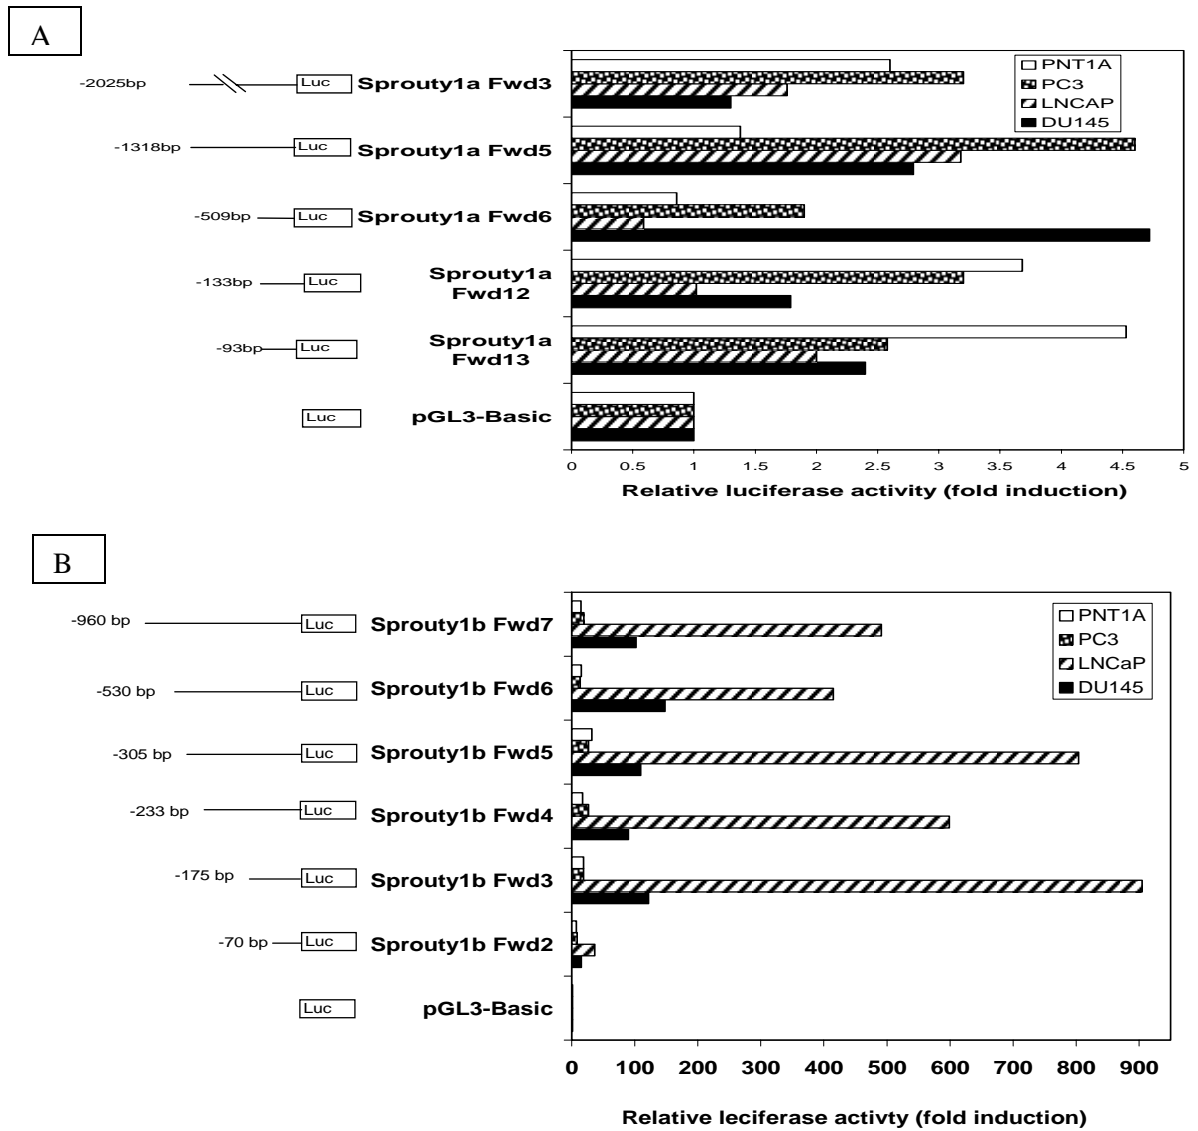 A
-2025bp
Luc
Sprouty1a Fwd3
-1318bp
Luc
Sprouty1a Fwd5
-509bp
Luc
Sprouty1a Fwd6
-133bp
Luc
Sprouty1a
Fwd12
-93bp
Luc
Sprouty1a
Fwd13
Luc
pGL3-Basic
PNT1A
PC3
LNCAP
DU145
0 0.5 1 1.5 2 2.5 3 3.5 4 4.5 5
Relative luciferase activity (fold induction)
B
-960 bp
Luc
Sprouty1b Fwd7
-530 bp
Luc
Sprouty1b Fwd6
-305 bp
Luc
Sprouty1b Fwd5
-233 bp
Luc
Sprouty1b Fwd4
-175 bp
Luc
Sprouty1b Fwd3
-70 bp
Luc
Sprouty1b Fwd2
Luc
pGL3-Basic
PNT1A
PC3
LNCaP
DU145
0 100 200 300 400 500 600 700 800 900
Relative leciferase activty (fold induction)